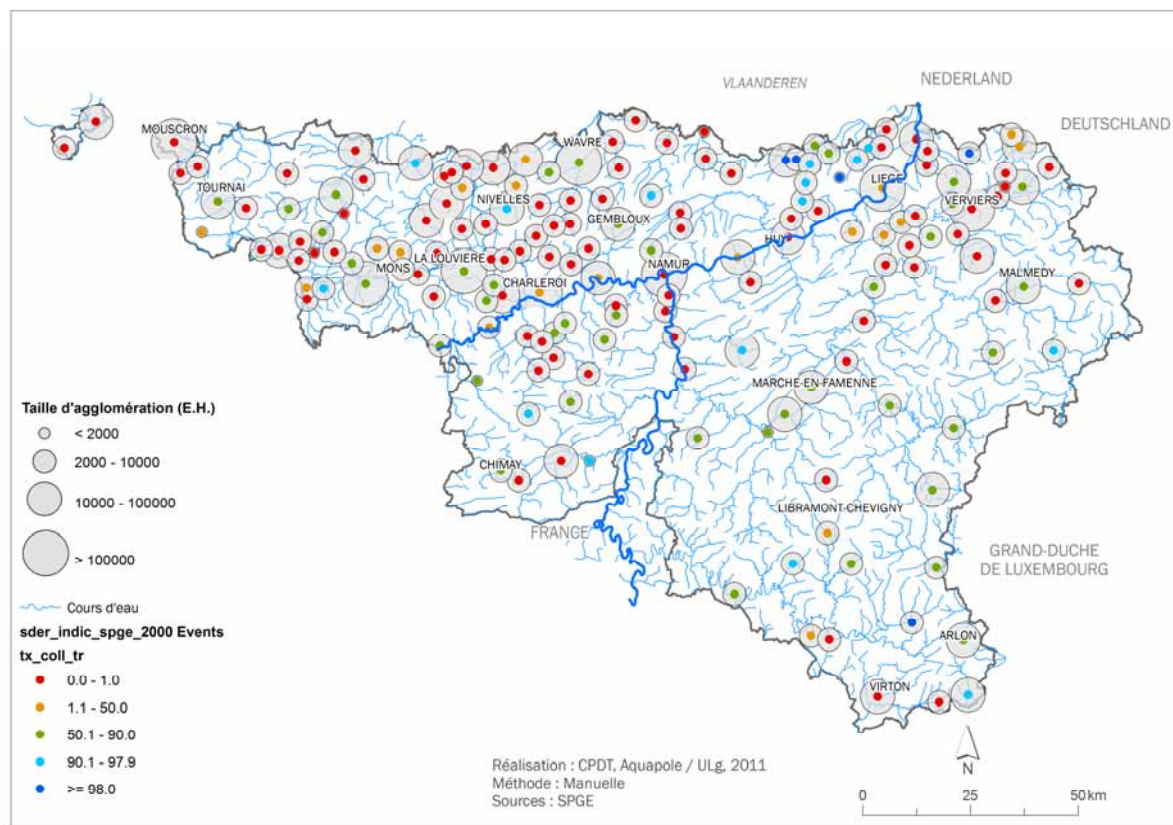 VLAANDEREN
NEDERLAND
DEUTSCHLAND
MOUSCRON
WAVRE
TOURNAI
LIEGE
NIVELLES
VERVIERS
GEMBLOUX
HUY
LA LOUVIERE
NAMUR
MONS
CHARLEROI
MALMEDY
MARCHE-EN-FAMENNE
CHIMAY
LIBRAMONT-CHEVIGNY
FRANCE
GRAND-DUCHE
DE LUXEMBOURG
ARLON
VIRTON
Taille d'agglomération (E.H.)
< 2000
2000 - 10000
10000 - 100000
> 100000
Cours d'eau
sder_indic_spge_2000 Events
tx_coll_tr
0.0 - 1.0
1.1 - 50.0
50.1 - 90.0
90.1 - 97.9
>= 98.0
Réalisation : CPDT, Aquapole / ULg, 2011
Méthode : Manuelle
Sources : SPGE
N
0 25 50 km